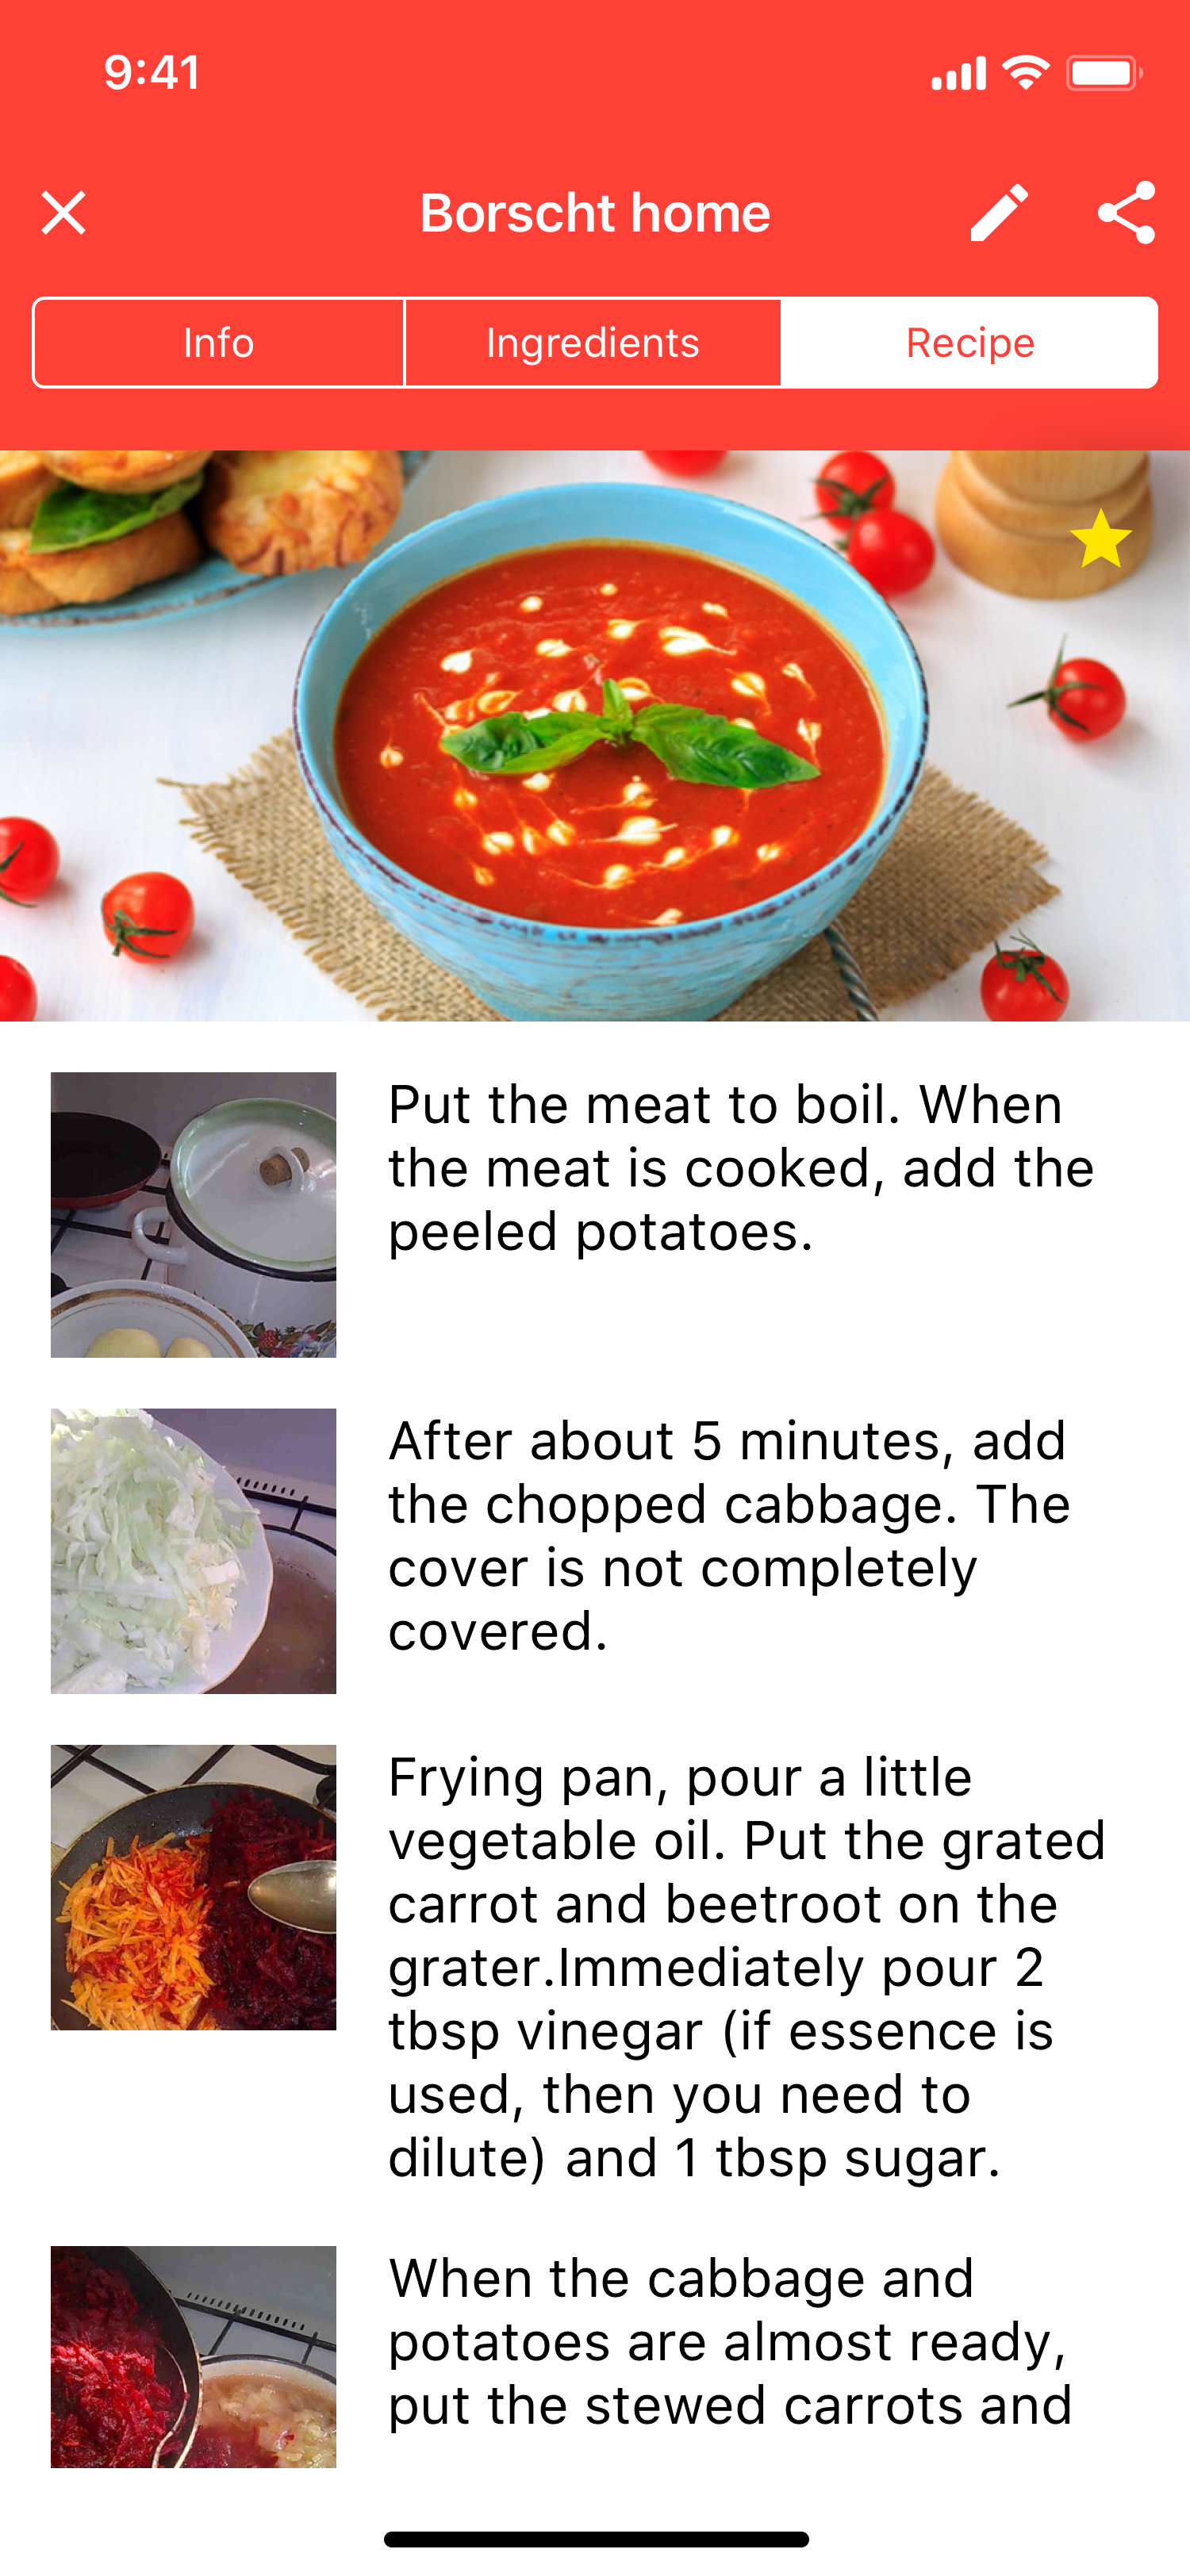 9:41
Borscht home
Info
Ingredients
Recipe
Put the meat to boil. When
the meat is cooked, add the
peeled potatoes.
After about 5 minutes, add
the chopped cabbage. The
cover is not completely
covered.
Frying pan, pour a little
vegetable oil. Put the grated
carrot and beetroot on the
grater.Immediately pour 2
tbsp vinegar (if essence is
used, then you need to
dilute) and 1 tbsp sugar.
When the cabbage and
potatoes are almost ready,
put the stewed carrots and